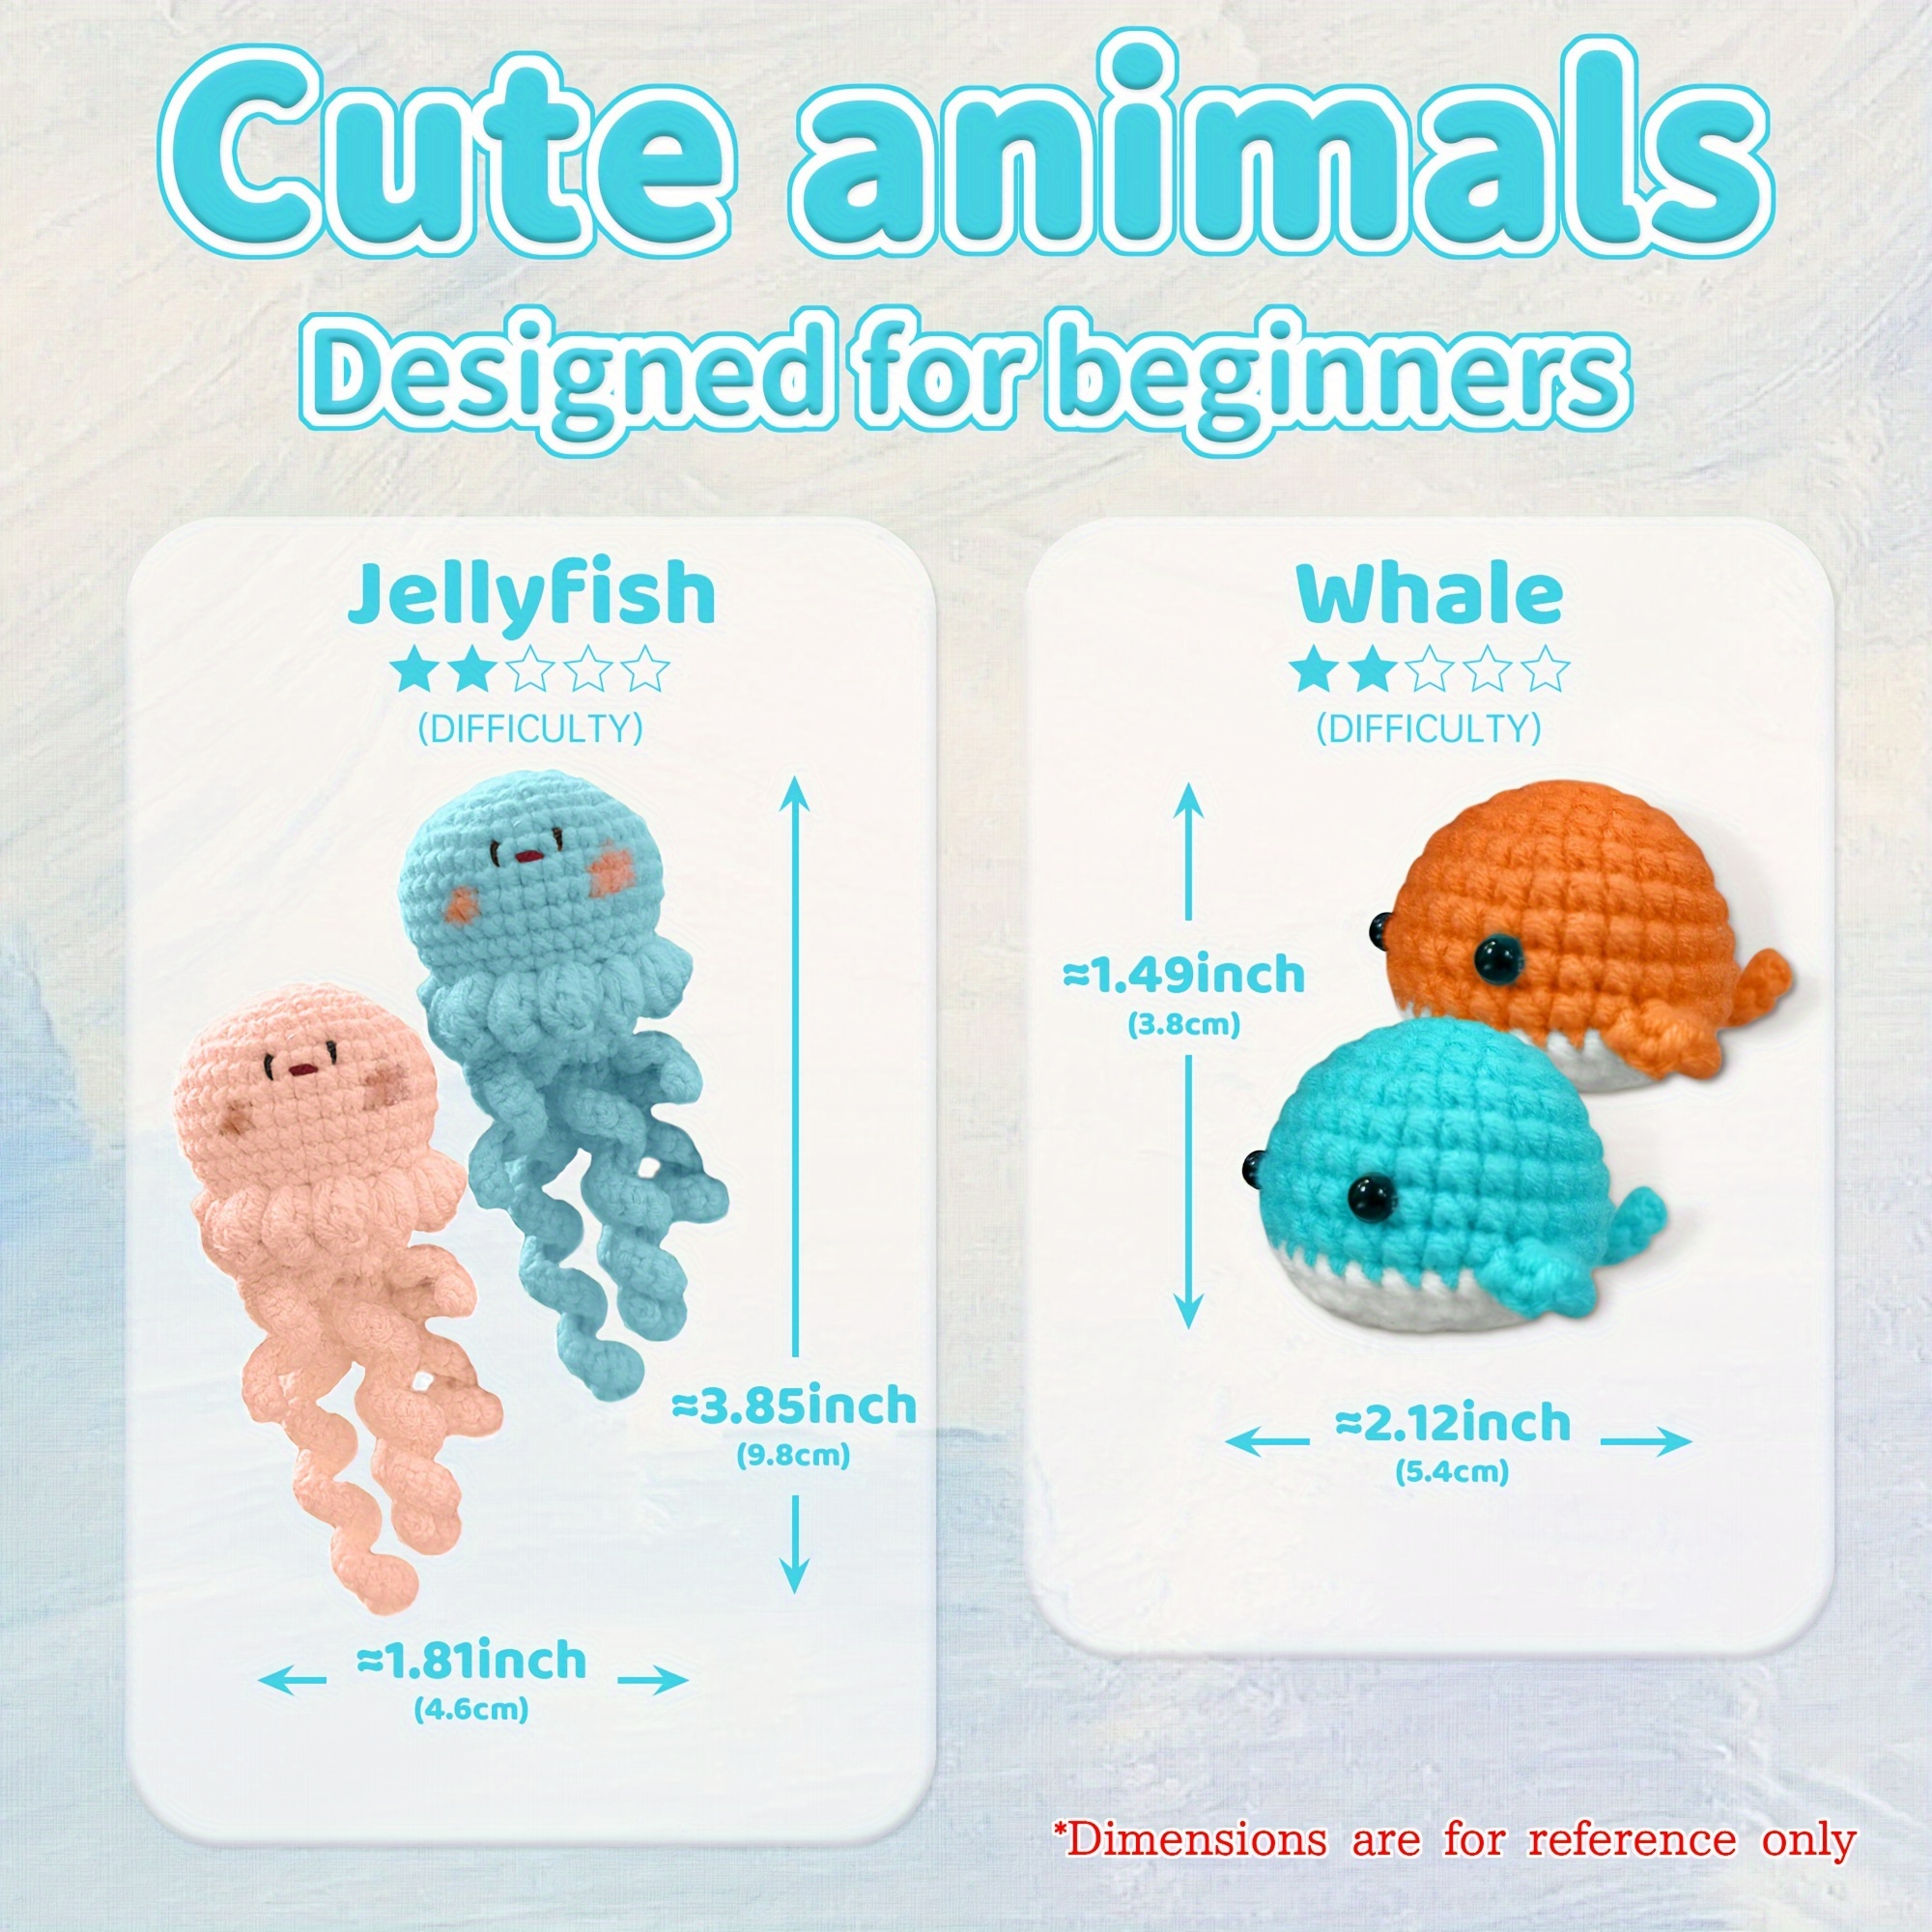 Cute animals
Designed for beginners
Jellyfish
★★☆☆☆
(DIFFICULTY)
≈3.85inch
(9.8cm)
≈1.81inch
(4.6cm)
Whale
★★☆☆☆
(DIFFICULTY)
≈1.49inch
(3.8cm)
≈2.12inch
(5.4cm)
*Dimensions are for reference only